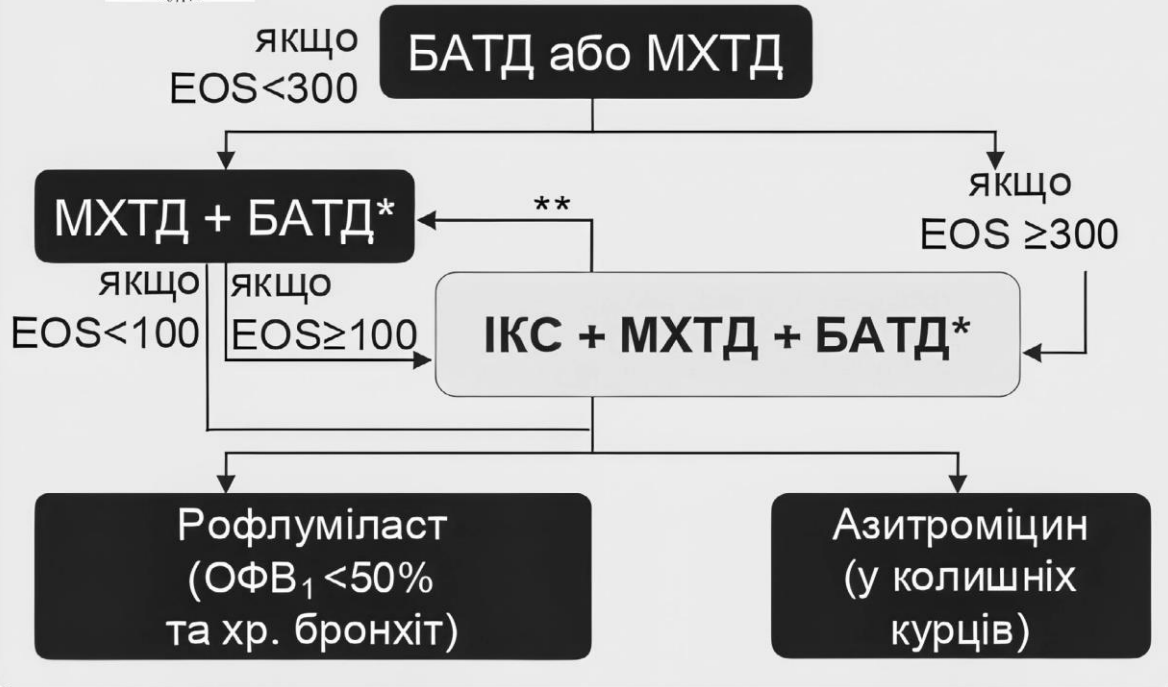 якщо
EOS<300
БАТД або МХТД
МХТД + БАТД*
**
якщо
EOS ≥300
якщо
EOS<100
якщо
EOS≥100
ІКС + МХТД + БАТД*
Рофлуміласт
(ОФВ₁ <50%
та хр. бронхіт)
Азитроміцин
(у колишніх
курців)